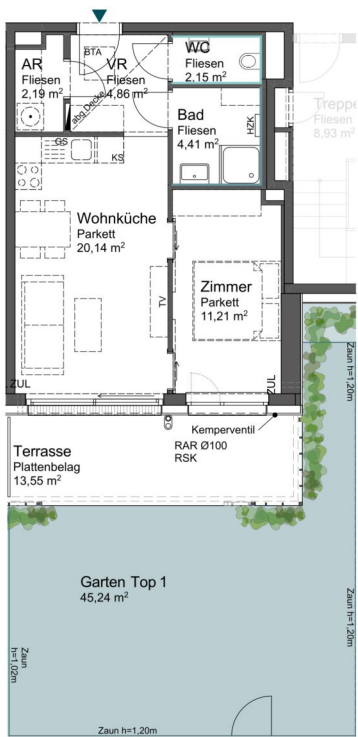 BTA
AR
Fliesen
2,19 m²
VR
Fliesen
4,86 m²
abg Decke
WC
Fliesen
2,15 m²
Bad
Fliesen
4,41 m²
HZK
Treppe
Fliesen
8,93 m²
GS
KS
Wohnküche
Parkett
20,14 m²
TV
Zimmer
Parkett
11,21 m²
ZUL
ZUL
Zaun h=1,20m
Kemperventil
RAR Ø100
RSK
Terrasse
Plattenbelag
13,55 m²
Garten Top 1
45,24 m²
Zaun h=1,20m
Zaun
h=1,02m
Zaun h=1,20m